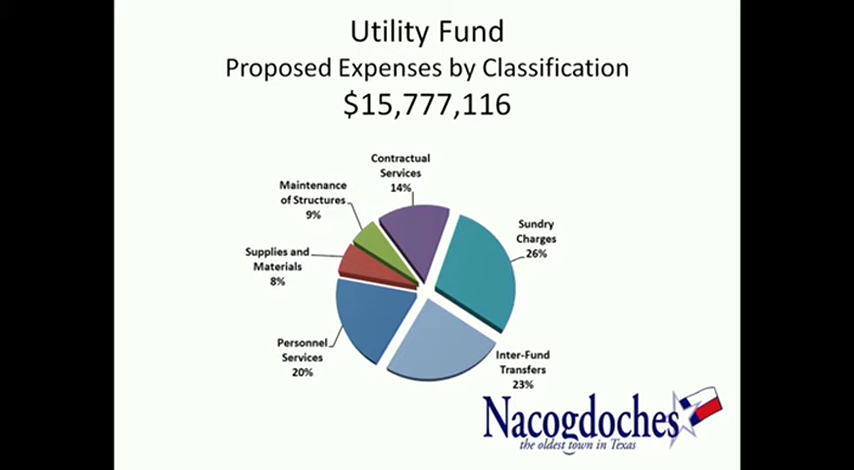 Utility Fund
Proposed Expenses by Classification
$15,777,116
Contractual
Services
14%
Maintenance
of Structures
9%
Sundry
Charges
26%
Supplies and
Materials
8%
Personnel
Services
20%
Inter-Fund
Transfers
23%
Nacogdoches
the oldest town in Texas